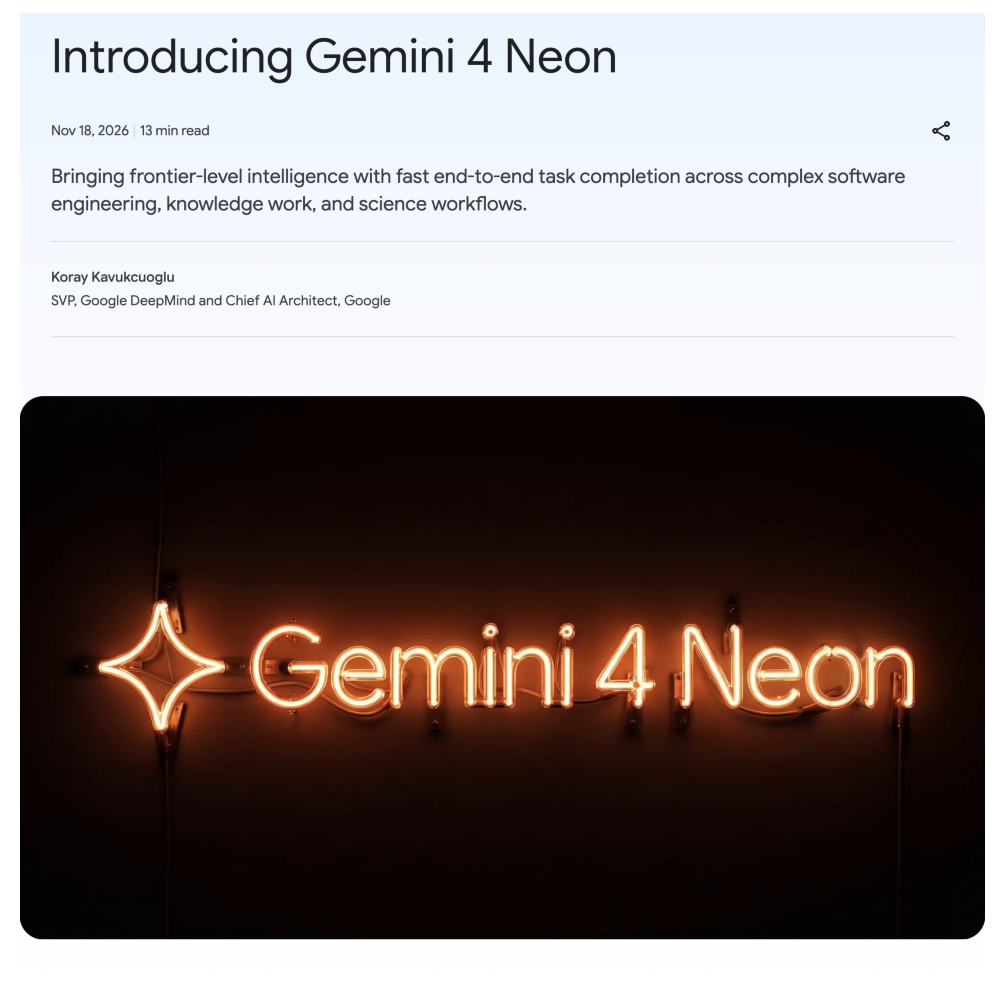 Introducing Gemini 4 Neon
Nov 18, 2026 | 13 min read
Bringing frontier-level intelligence with fast end-to-end task completion across complex software
engineering, knowledge work, and science workflows.
Koray Kavukcuoglu
SVP, Google DeepMind and Chief AI Architect, Google
Gemini 4 Neon